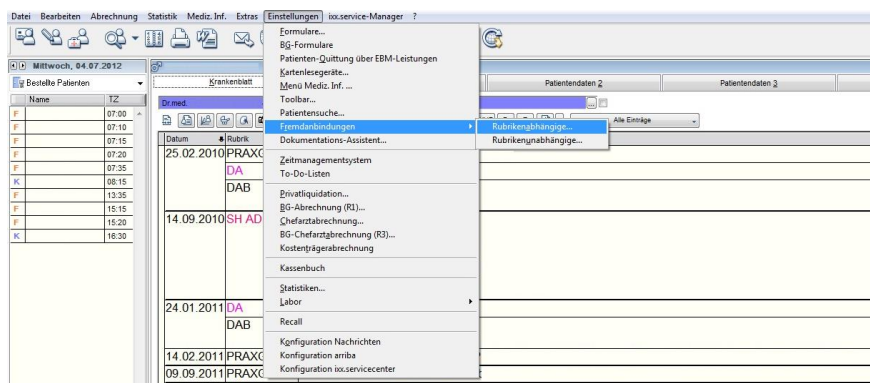 Datei Bearbeiten Abrechnung Statistik Mediz. Inf. Extras Einstellungen ixx.service-Manager ?
Mittwoch, 04.07.2012
Bestellte Patienten
Name TZ
F 07:00
F 07:10
F 07:15
F 07:20
F 07:35
K 08:15
F 13:35
F 15:15
F 15:20
K 16:30
Krankenblatt
Patientendaten 2
Patientendaten 3
Dr.med.
...
Alle Einträge
Datum Rubrik
25.02.2010 PRAXG
DA
DAB
14.09.2010 SH AD
24.01.2011 DA
DAB
14.02.2011 PRAXG
09.09.2011 PRAXG
Formulare...
BG-Formulare
Patienten-Quittung über EBM-Leistungen
Kartenlesegeräte...
Menü Mediz. Inf. ...
Toolbar...
Patientensuche...
Fremdanbindungen
Dokumentations-Assistent...
Zeitmanagementsystem
To-Do-Listen
Privatliquidation...
BG-Abrechnung (R1)...
Chefarztabrechnung...
BG-Chefarztabrechnung (R3)...
Kostenträgerabrechnung
Kassenbuch
Statistiken...
Labor
Recall
Konfiguration Nachrichten
Konfiguration arriba
Konfiguration ixx.servicecenter
Rubrikenabhängige...
Rubrikenunabhängige...